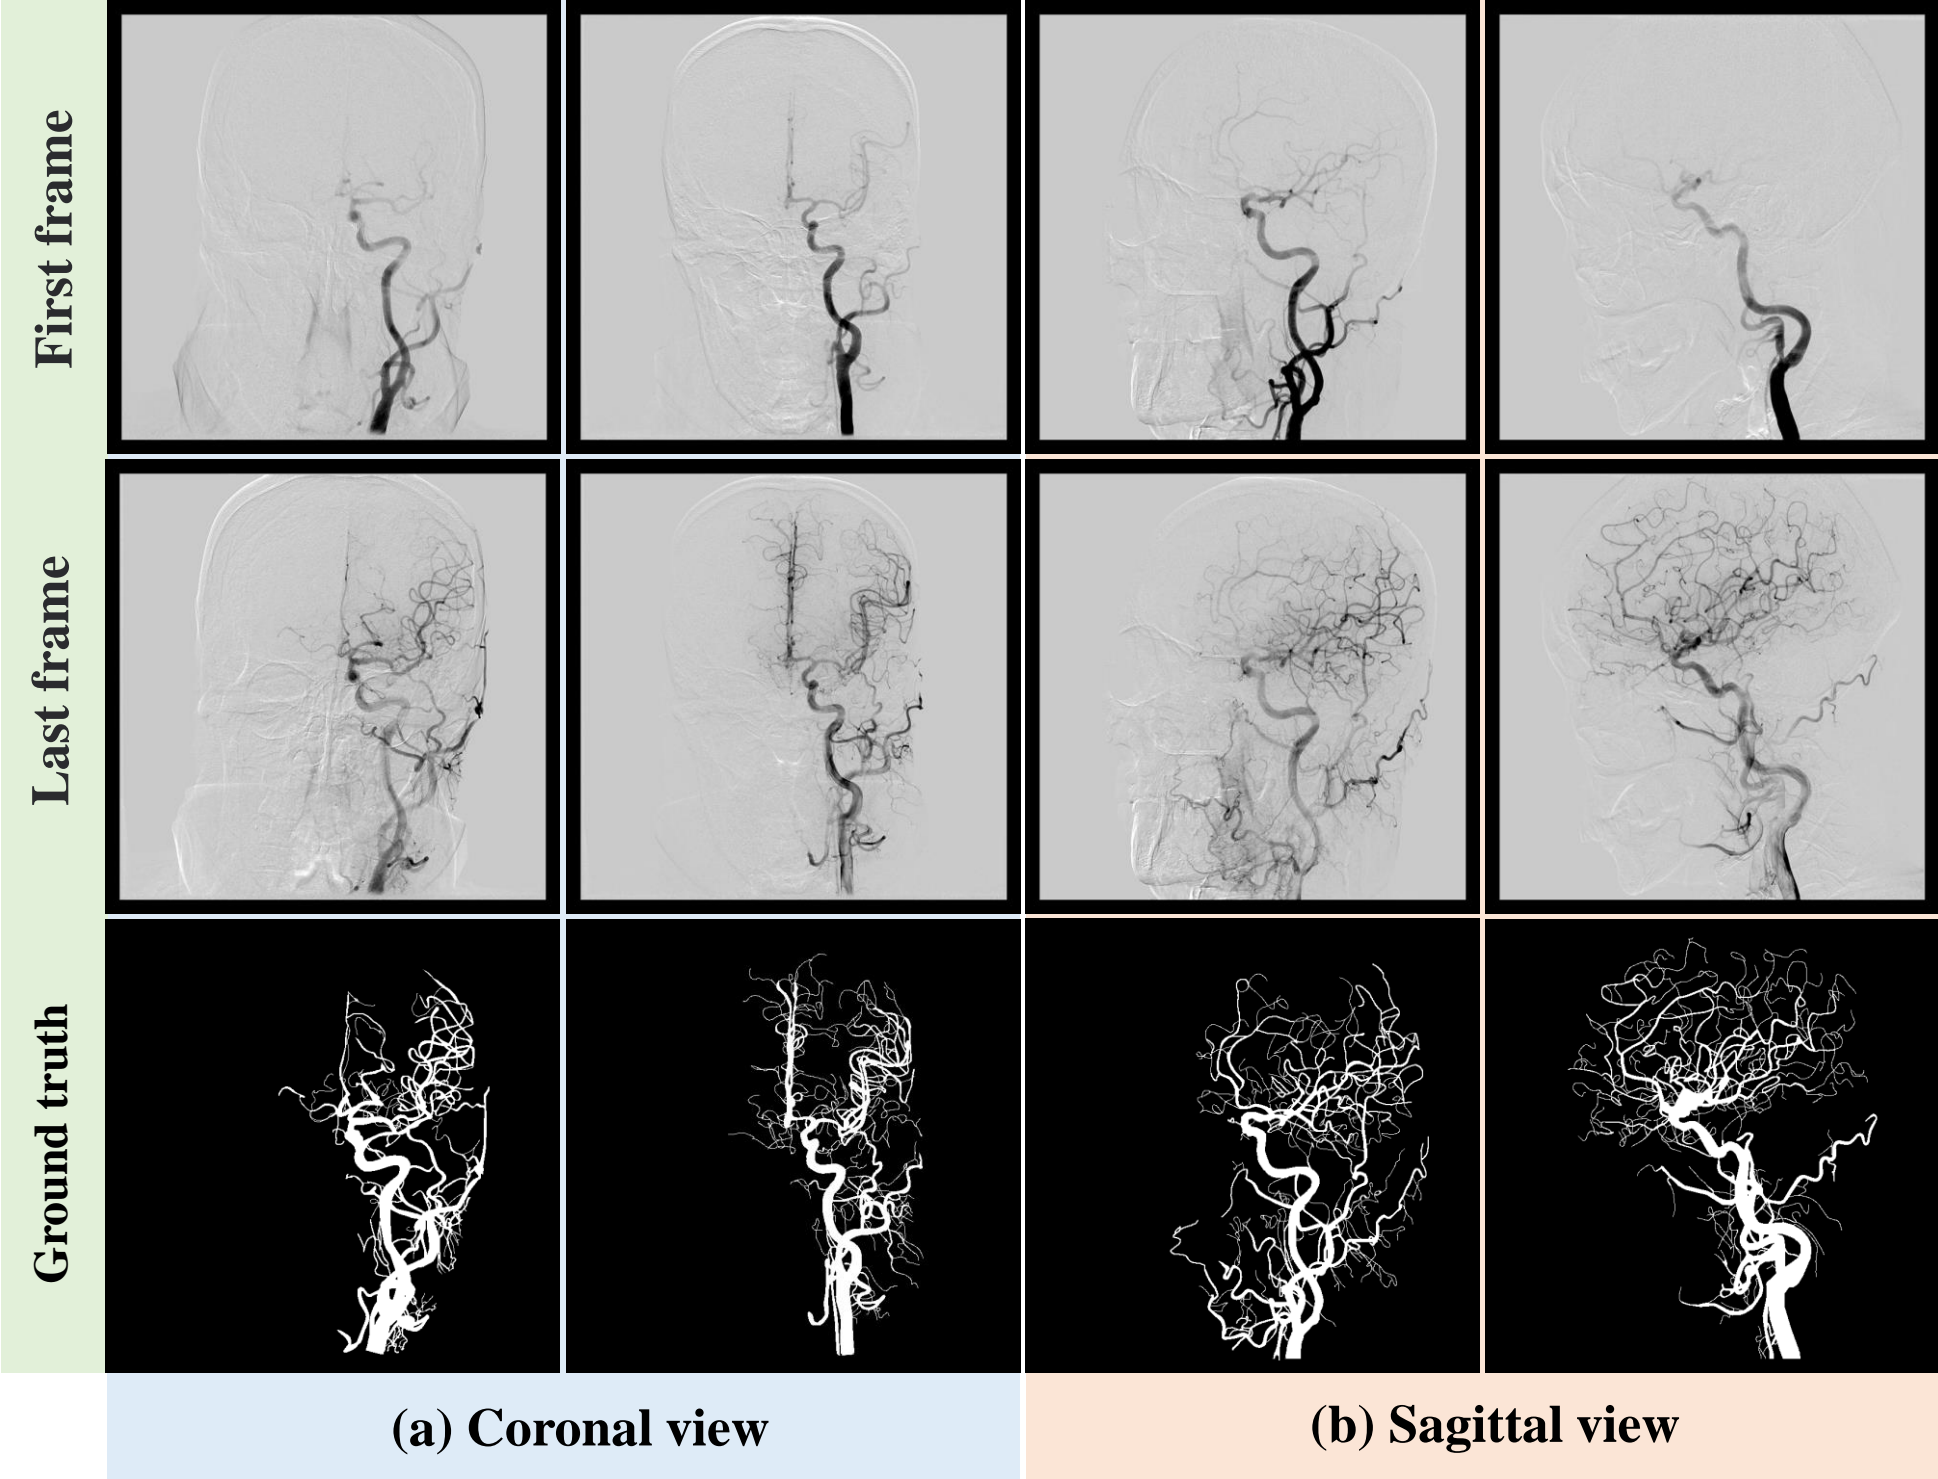 First frame
Last frame
Ground truth
(a) Coronal view
(b) Sagittal view